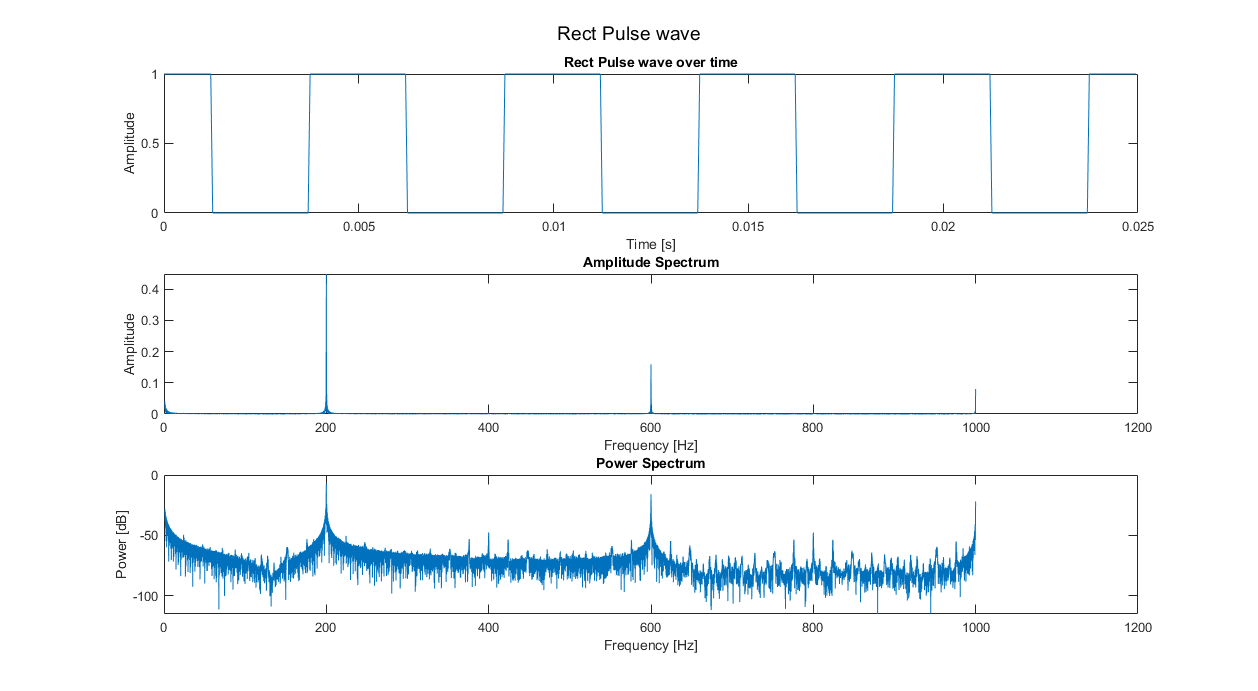 Rect Pulse wave
Rect Pulse wave over time
Amplitude
1
0.5
0
0 0.005 0.01 0.015 0.02 0.025
Time [s]
Amplitude Spectrum
Amplitude
0.4
0.3
0.2
0.1
0
0 200 400 600 800 1000 1200
Frequency [Hz]
Power Spectrum
Power [dB]
0
-50
-100
0 200 400 600 800 1000 1200
Frequency [Hz]